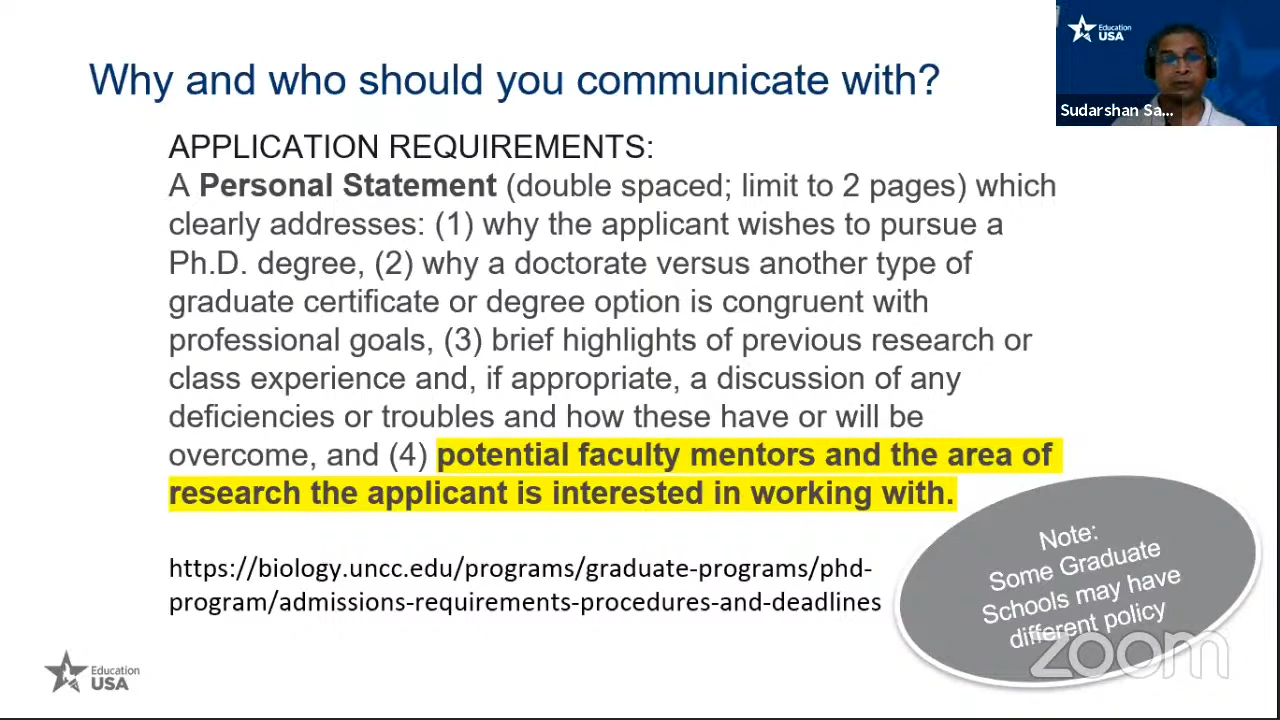 Why and who should you communicate with?
Education
USA
Sudarshan Sa...
APPLICATION REQUIREMENTS:
A Personal Statement (double spaced; limit to 2 pages) which
clearly addresses: (1) why the applicant wishes to pursue a
Ph.D. degree, (2) why a doctorate versus another type of
graduate certificate or degree option is congruent with
professional goals, (3) brief highlights of previous research or
class experience and, if appropriate, a discussion of any
deficiencies or troubles and how these have or will be
overcome, and (4) potential faculty mentors and the area of
research the applicant is interested in working with.
https://biology.uncc.edu/programs/graduate-programs/phd-
program/admissions-requirements-procedures-and-deadlines
Note:
Some Graduate
Schools may have
different policy
zoom
Education
USA